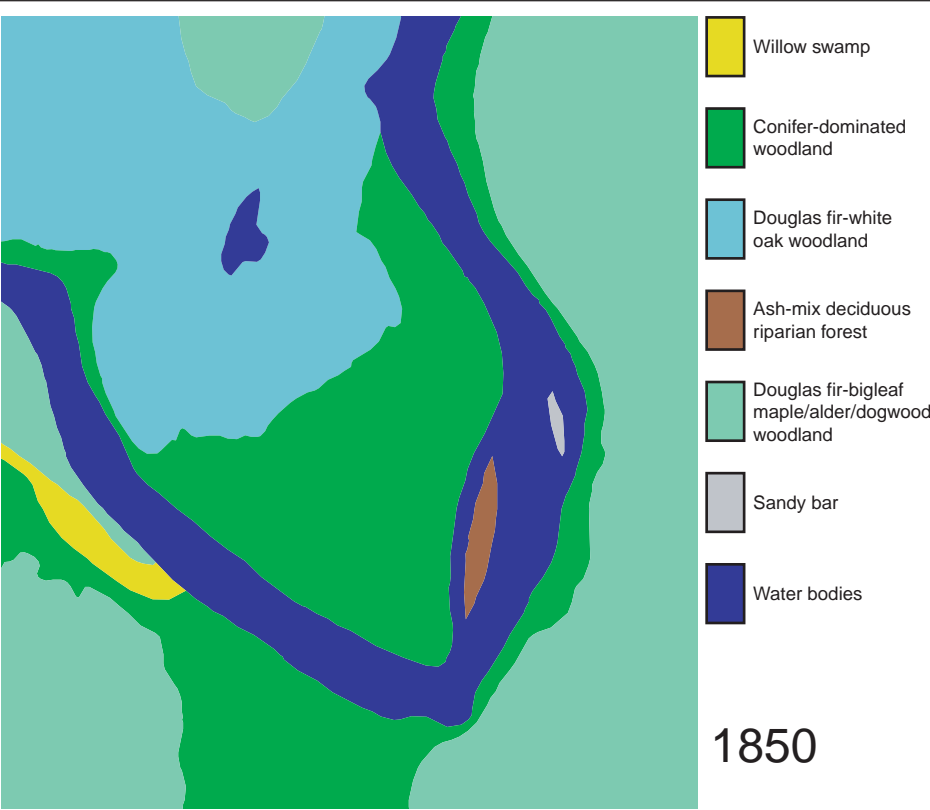 Willow swamp
Conifer-dominated
woodland
Douglas fir-white
oak woodland
Ash-mix deciduous
riparian forest
Douglas fir-bigleaf
maple/alder/dogwood
woodland
Sandy bar
Water bodies
1850